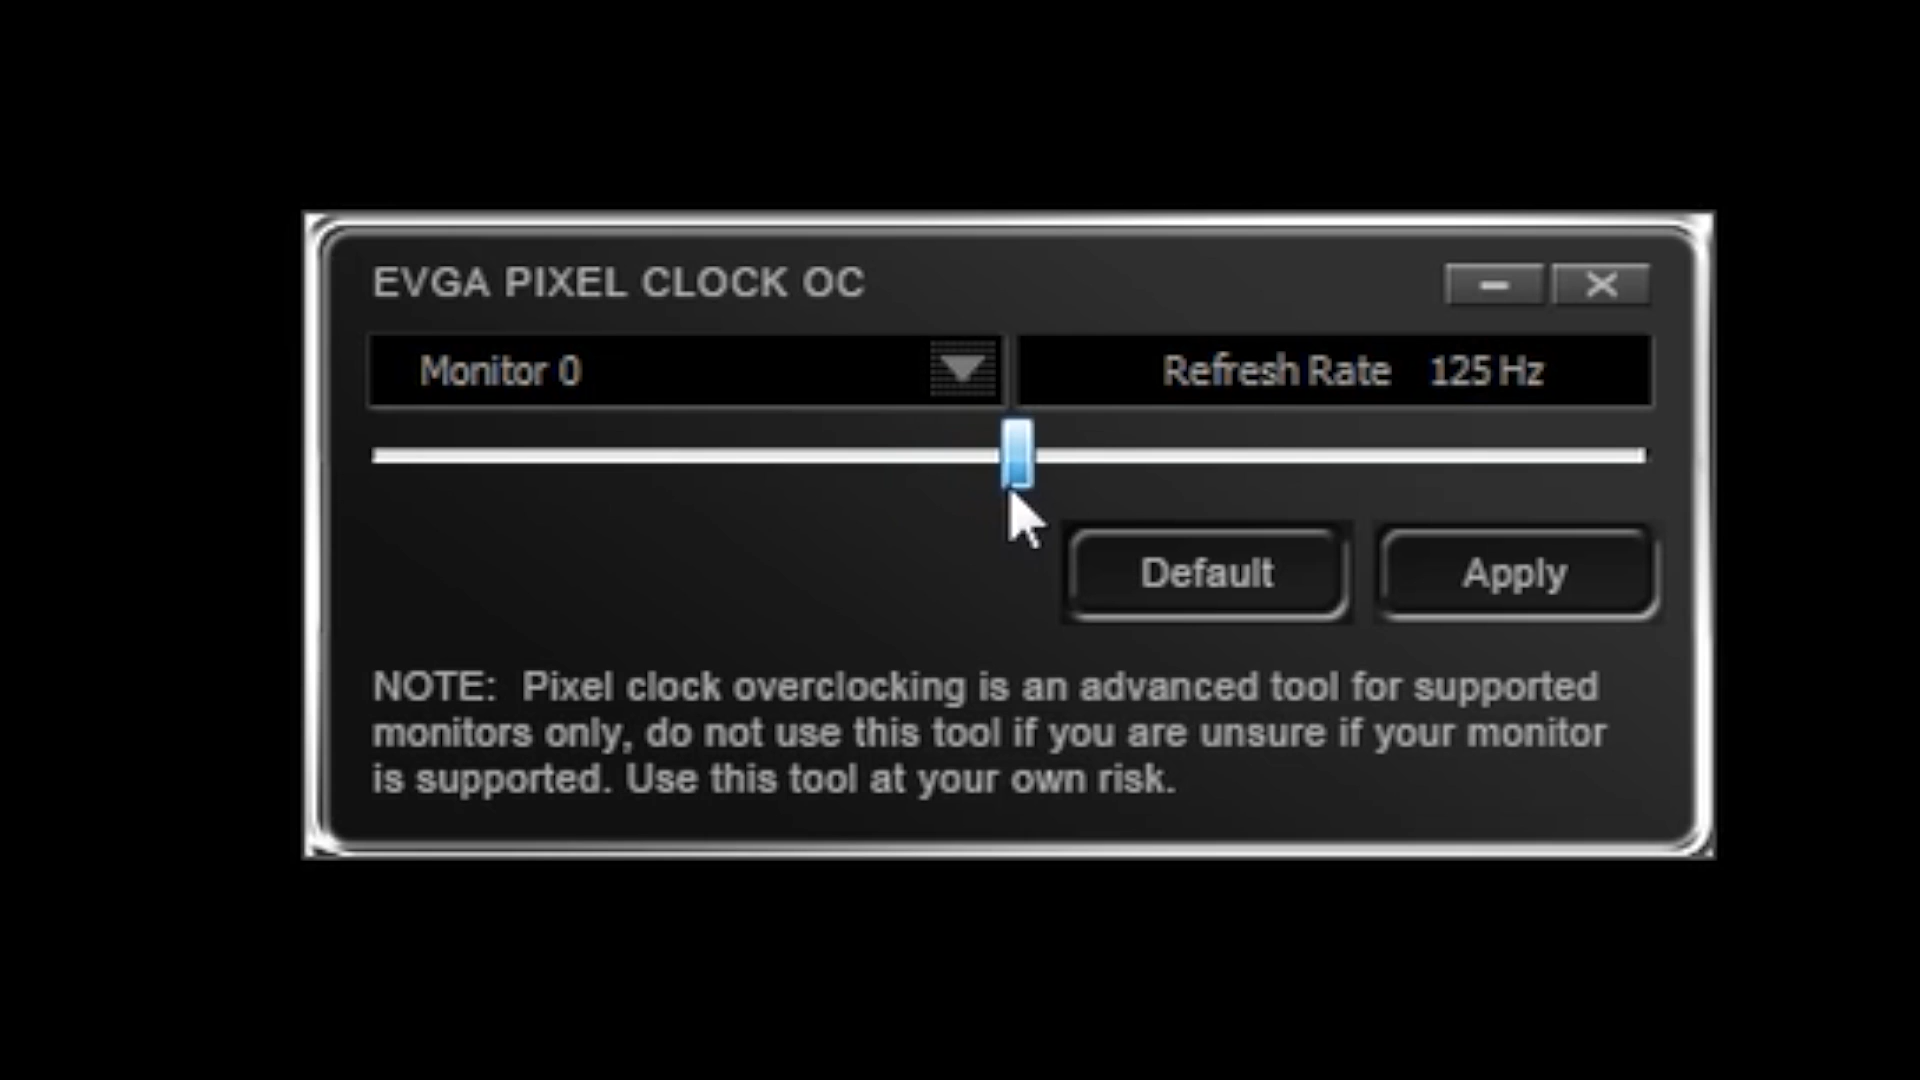 EVGA PIXEL CLOCK OC
Monitor 0
Refresh Rate 125 Hz
Default
Apply
NOTE: Pixel clock overclocking is an advanced tool for supported
monitors only, do not use this tool if you are unsure if your monitor
is supported. Use this tool at your own risk.